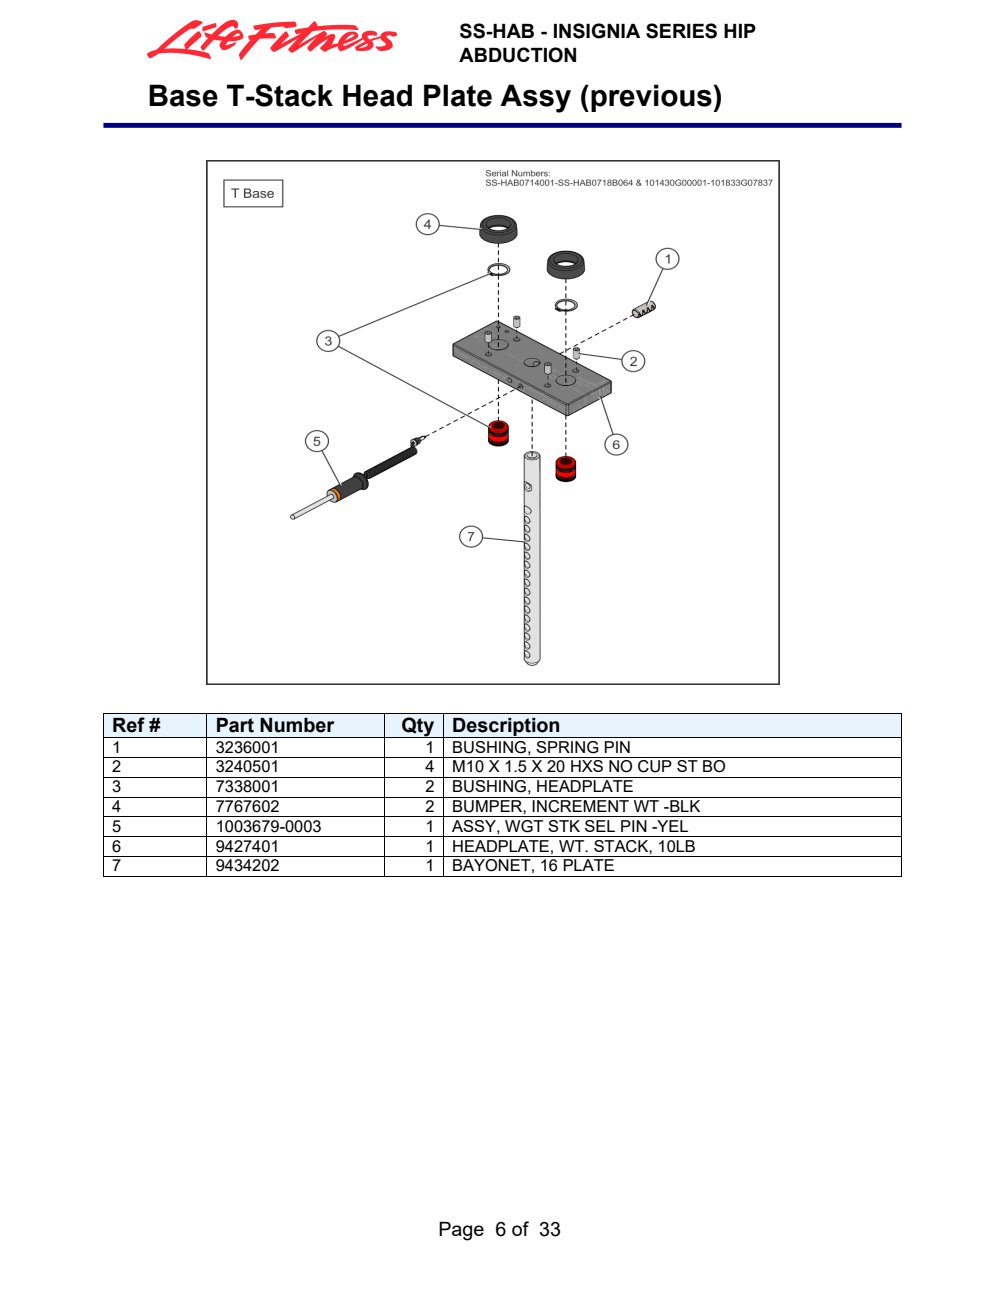 Life Fitness
SS-HAB - INSIGNIA SERIES HIP
ABDUCTION
Base T-Stack Head Plate Assy (previous)
Serial Numbers:
SS-HAB0714001-SS-HAB0718B064 & 101430G00001-101833G07837
T Base
4
1
3
2
5
6
7
Ref # Part Number Qty Description
1 3236001 1 BUSHING, SPRING PIN
2 3240501 4 M10 X 1.5 X 20 HXS NO CUP ST BO
3 7338001 2 BUSHING, HEADPLATE
4 7767602 2 BUMPER, INCREMENT WT -BLK
5 1003679-0003 1 ASSY, WGT STK SEL PIN -YEL
6 9427401 1 HEADPLATE, WT. STACK, 10LB
7 9434202 1 BAYONET, 16 PLATE
Page 6 of 33